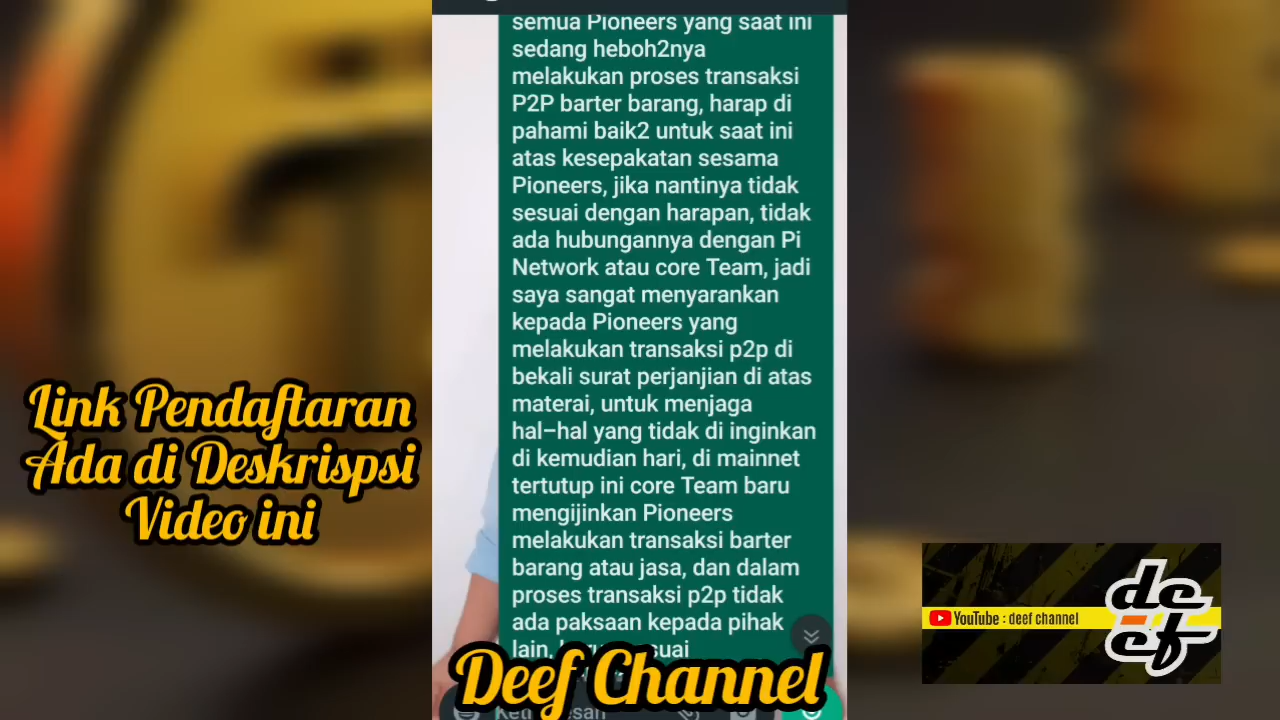 semua Pioneers yang saat ini
sedang heboh2nya
melakukan proses transaksi
P2P barter barang, harap di
pahami baik2 untuk saat ini
atas kesepakatan sesama
Pioneers, jika nantinya tidak
sesuai dengan harapan, tidak
ada hubungannya dengan Pi
Network atau core Team, jadi
saya sangat menyarankan
kepada Pioneers yang
melakukan transaksi p2p di
bekali surat perjanjian di atas
materai, untuk menjaga
hal–hal yang tidak di inginkan
di kemudian hari, di mainnet
tertutup ini core Team baru
mengijinkan Pioneers
melakukan transaksi barter
barang atau jasa, dan dalam
proses transaksi p2p tidak
ada paksaan kepada pihak
lain,
Deef Channel
Link Pendaftaran
Ada di Deskrispsi
Video ini
YouTube : deef channel
de
ef